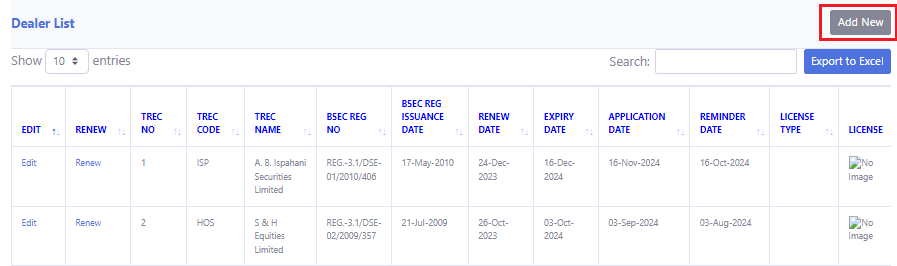 Dealer List
Add New
Show 10 entries
Search:
Export to Excel
EDIT RENEW TREC NO TREC CODE TREC NAME BSEC REG NO BSEC REG ISSUANCE DATE RENEW DATE EXPIRY DATE APPLICATION DATE REMINDER DATE LICENSE TYPE LICENSE
Edit Renew 1 ISP A. B. Ispahani Securities Limited REG.-3.1/DSE-01/2010/406 17-May-2010 24-Dec-2023 16-Dec-2024 16-Nov-2024 16-Oct-2024 No Image
Edit Renew 2 HOS S & H Equities Limited REG.-3.1/DSE-02/2009/357 21-Jul-2009 26-Oct-2023 03-Oct-2024 03-Sep-2024 03-Aug-2024 No Image